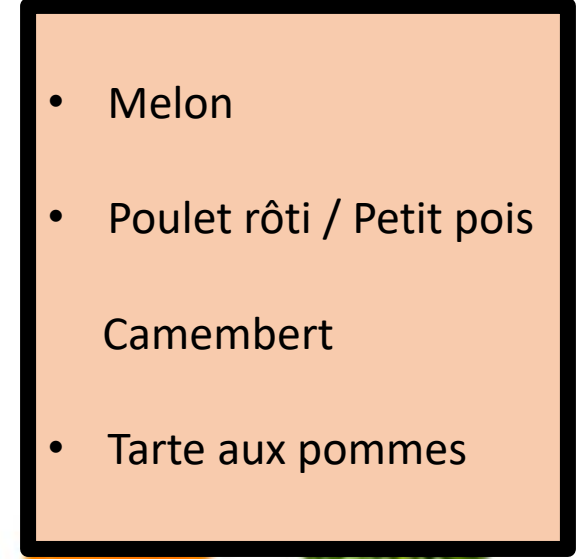 • Melon
• Poulet rôti / Petit pois
Camembert
• Tarte aux pommes